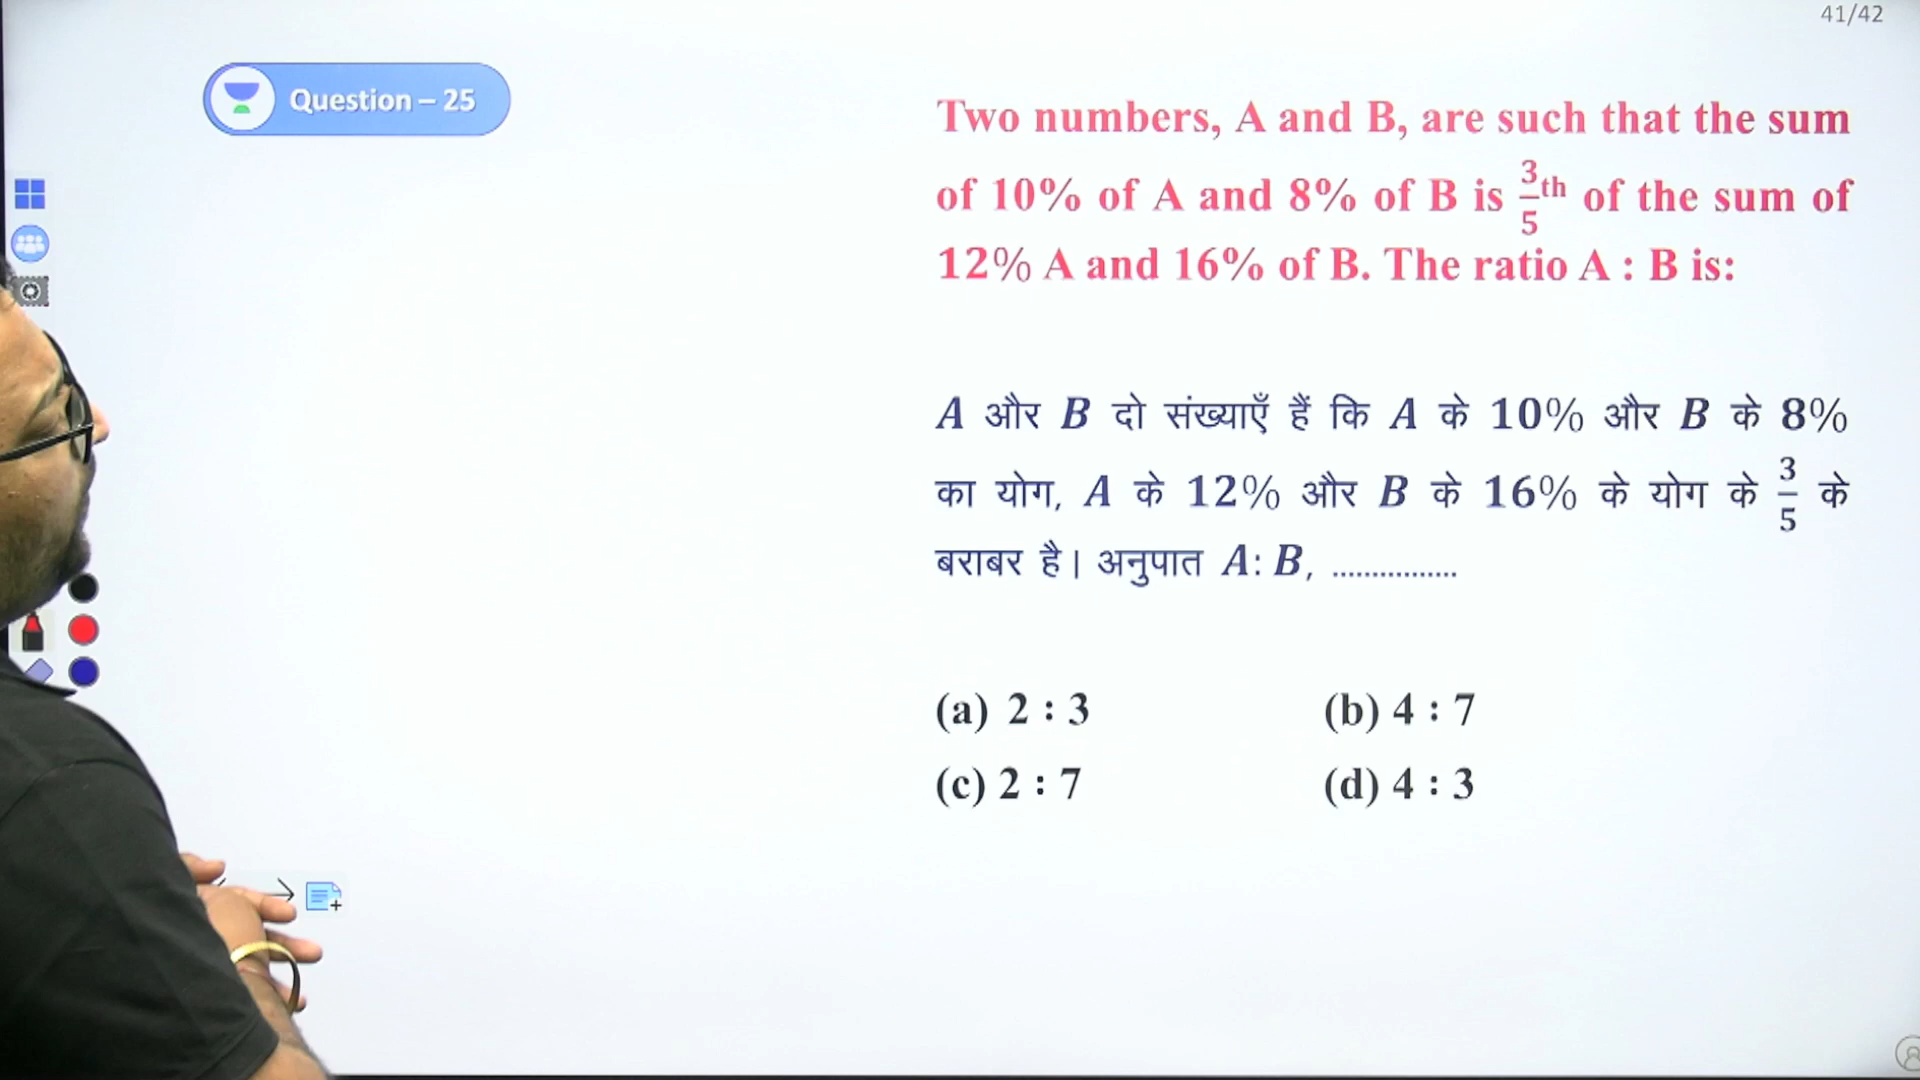 41/42
Question – 25
Two numbers, A and B, are such that the sum
of 10% of A and 8% of B is 3/5 th of the sum of
12% A and 16% of B. The ratio A : B is:
A और B दो संख्याएँ हैं कि A के 10% और B के 8%
का योग, A के 12% और B के 16% के योग के 3/5 के
बराबर है। अनुपात A: B, ................
(a) 2 : 3 (b) 4 : 7
(c) 2 : 7 (d) 4 : 3